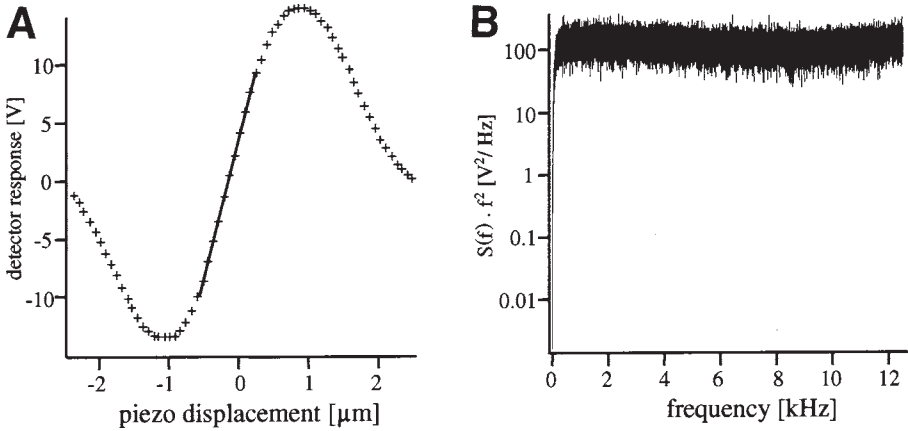 A
detector response [V]
10
5
0
-5
-10
-2 -1 0 1 2
piezo displacement [μm]
B
S(f) · f² [V²/ Hz]
100
10
1
0.1
0.01
0 2 4 6 8 10 12
frequency [kHz]